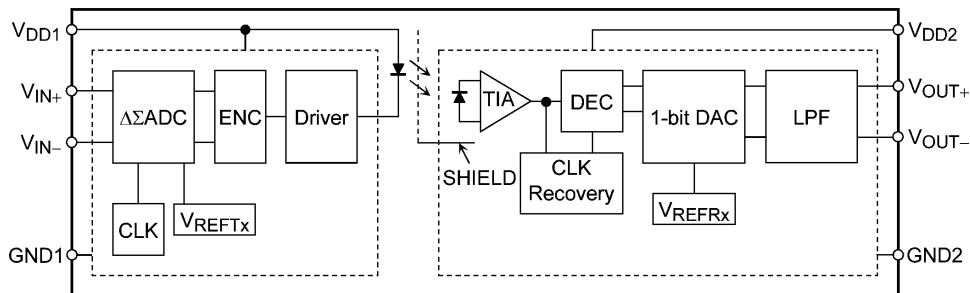 VDD1
VDD2
VIN+
VIN−
ΔΣADC
ENC
Driver
CLK
VREFTx
GND1
SHIELD
TIA
DEC
CLK
Recovery
1-bit DAC
VREFRx
LPF
VOUT+
VOUT−
GND2